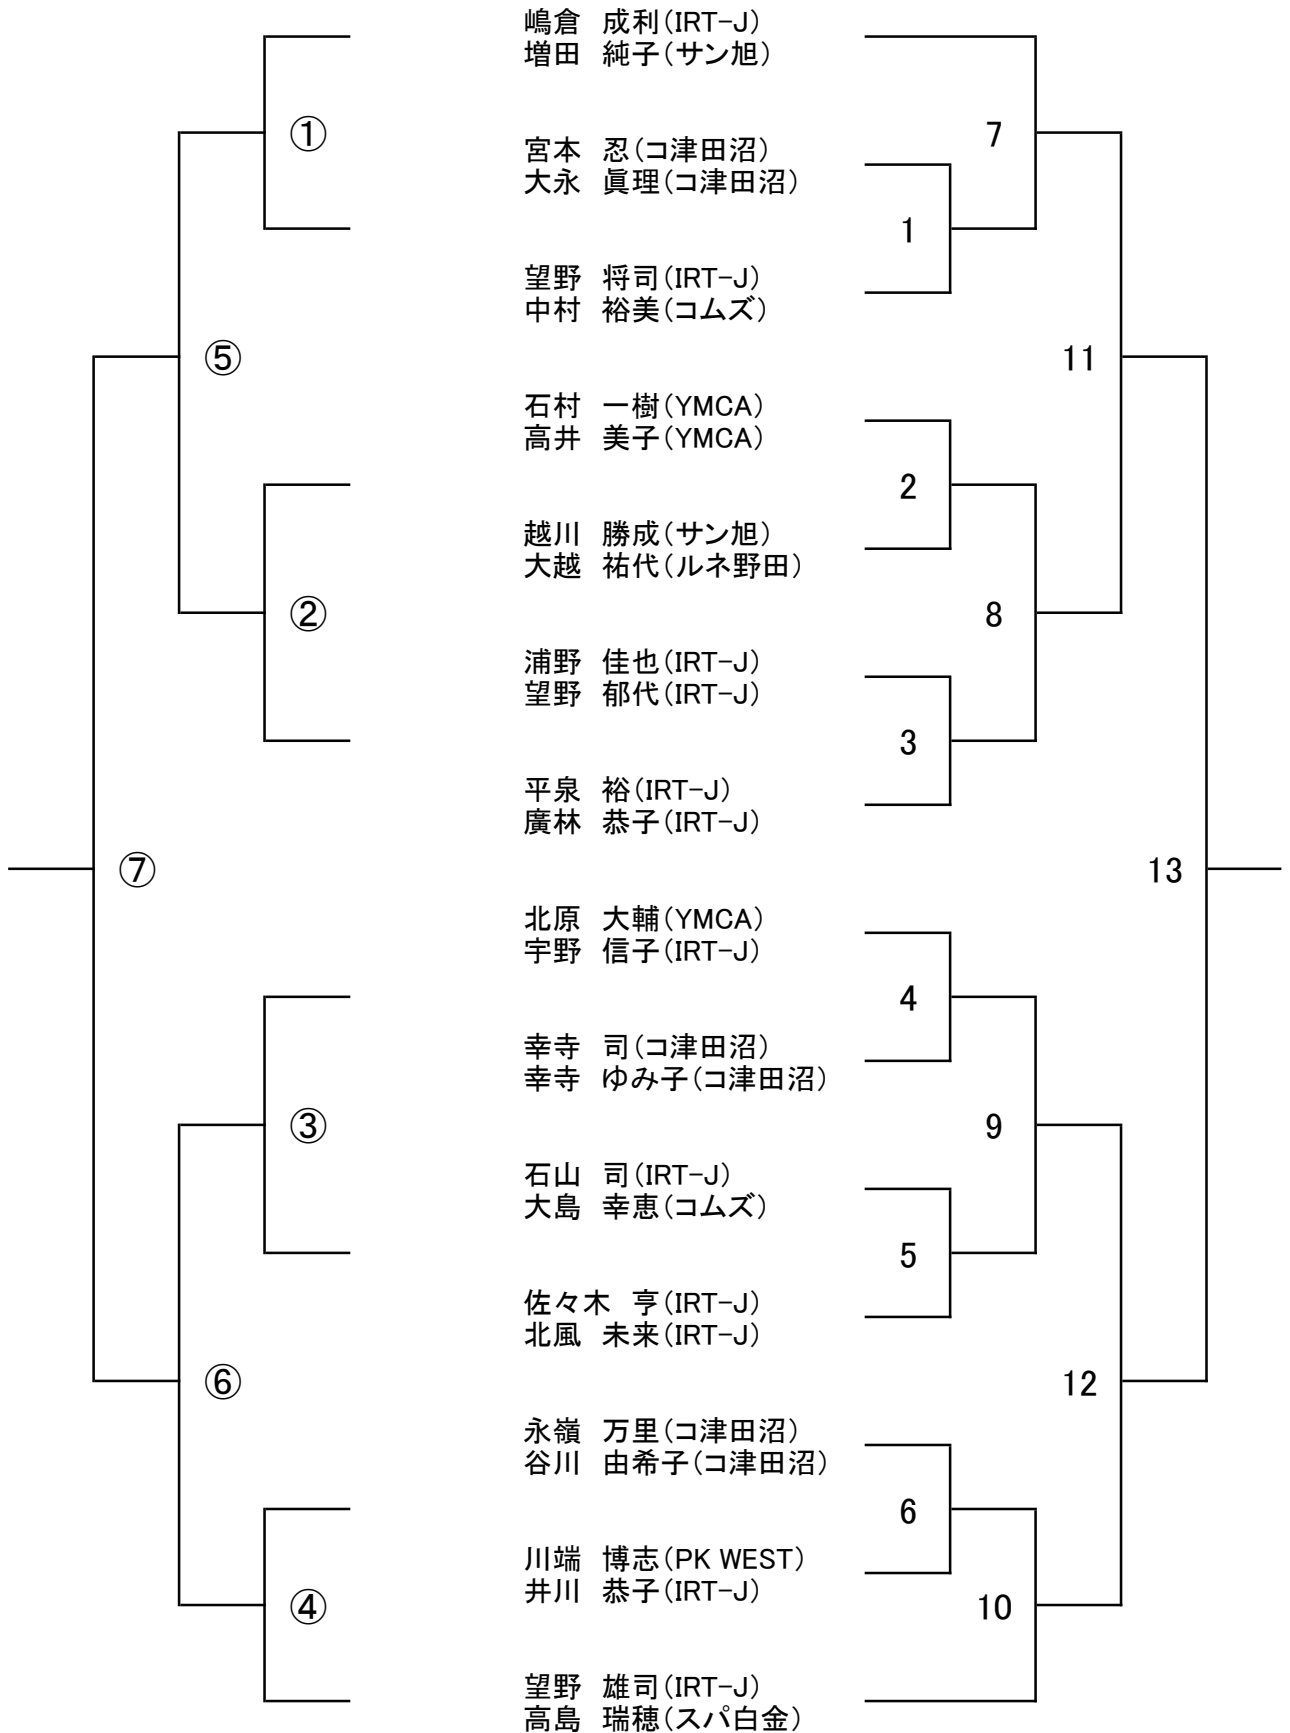 嶋倉　成利(IRT-J)
増田　純子(サン旭)
①
7
宮本　忍(コ津田沼)
大永　眞理(コ津田沼)
1
望野　将司(IRT-J)
中村　裕美(コムズ)
⑤
11
石村　一樹(YMCA)
高井　美子(YMCA)
2
越川　勝成(サン旭)
大越　祐代(ルネ野田)
②
8
浦野　佳也(IRT-J)
望野　郁代(IRT-J)
3
平泉　裕(IRT-J)
廣林　恭子(IRT-J)
⑦
13
北原　大輔(YMCA)
宇野　信子(IRT-J)
4
幸寺　司(コ津田沼)
幸寺　ゆみ子(コ津田沼)
③
9
石山　司(IRT-J)
大島　幸恵(コムズ)
5
佐々木　亨(IRT-J)
北風　未来(IRT-J)
⑥
12
永嶺　万里(コ津田沼)
谷川　由希子(コ津田沼)
6
川端　博志(PK WEST)
井川　恭子(IRT-J)
④
10
望野　雄司(IRT-J)
高島　瑞穂(スパ白金)